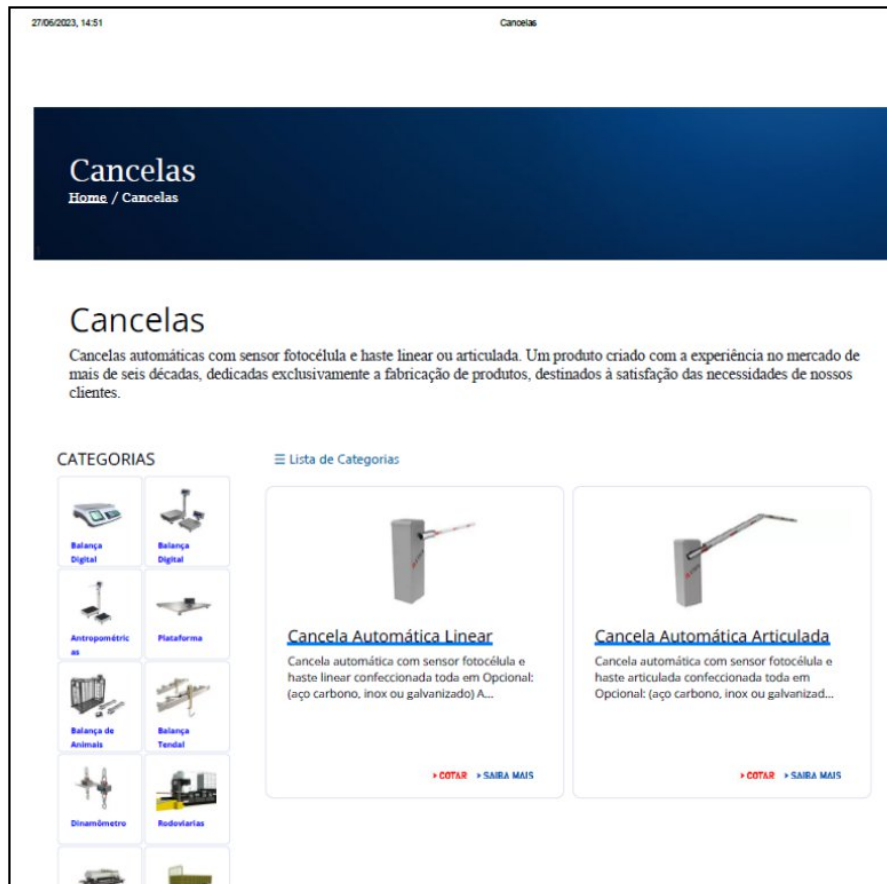 27/06/2023, 14:51
Cancelas
Cancelas
Home / Cancelas
Cancelas
Cancelas automáticas com sensor fotocélula e haste linear ou articulada. Um produto criado com a experiência no mercado de
mais de seis décadas, dedicadas exclusivamente a fabricação de produtos, destinados à satisfação das necessidades de nossos
clientes.
CATEGORIAS
☰ Lista de Categorias
Balança
Digital
Balança
Digital
Antropométric
as
Plataforma
Balança de
Animais
Balança
Tendal
Dinamômetro
Rodoviarias
Cancela Automática Linear
Cancela automática com sensor fotocélula e
haste linear confeccionada toda em Opcional:
(aço carbono, inox ou galvanizado) A...
COTAR
SAIBA MAIS
Cancela Automática Articulada
Cancela automática com sensor fotocélula e
haste articulada confeccionada toda em
Opcional: (aço carbono, inox ou galvanizad...
COTAR
SAIBA MAIS